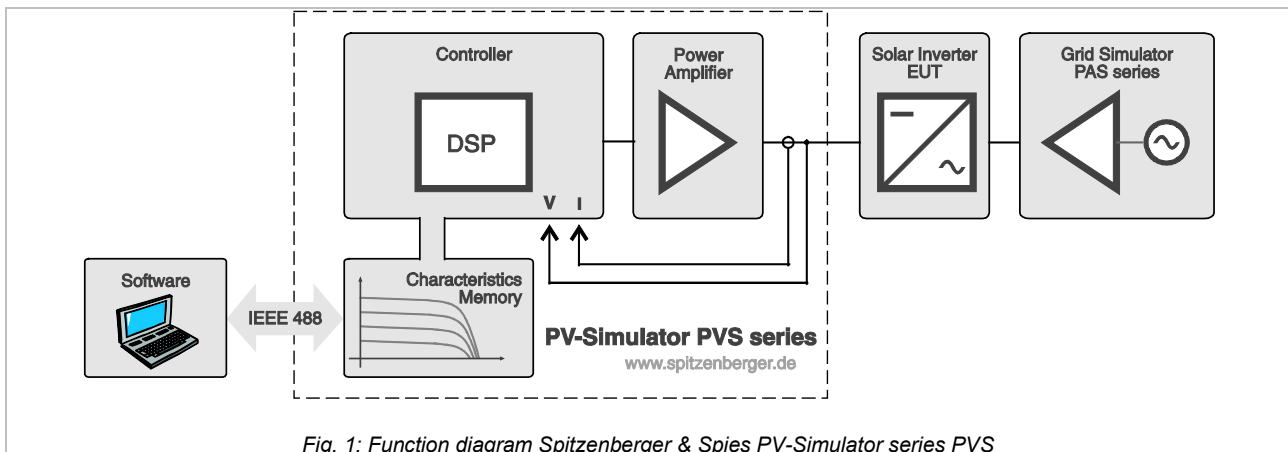 Controller
DSP
V I
Power
Amplifier
Solar Inverter
EUT
Grid Simulator
PAS series
Software
IEEE 488
Characteristics
Memory
PV-Simulator PVS series
www.spitzenberger.de
Fig. 1: Function diagram Spitzenberger & Spies PV-Simulator series PVS